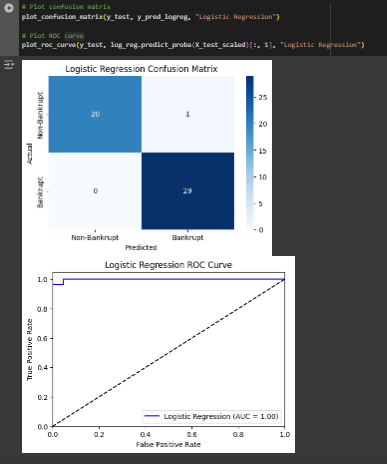 # Plot confusion matrix
plot_confusion_matrix(y_test, y_pred_logreg, "Logistic Regression")
# Plot ROC curve
plot_roc_curve(y_test, log_reg.predict_proba(X_test_scaled)[:, 1], "Logistic Regression")
Logistic Regression Confusion Matrix
Actual
Non-Bankrupt
Bankrupt
20
1
0
29
25
20
15
10
5
0
Non-Bankrupt
Bankrupt
Predicted
Logistic Regression ROC Curve
True Positive Rate
1.0
0.8
0.6
0.4
0.2
0.0
Logistic Regression (AUC = 1.00)
0.0
0.2
0.4
0.6
0.8
1.0
False Positive Rate